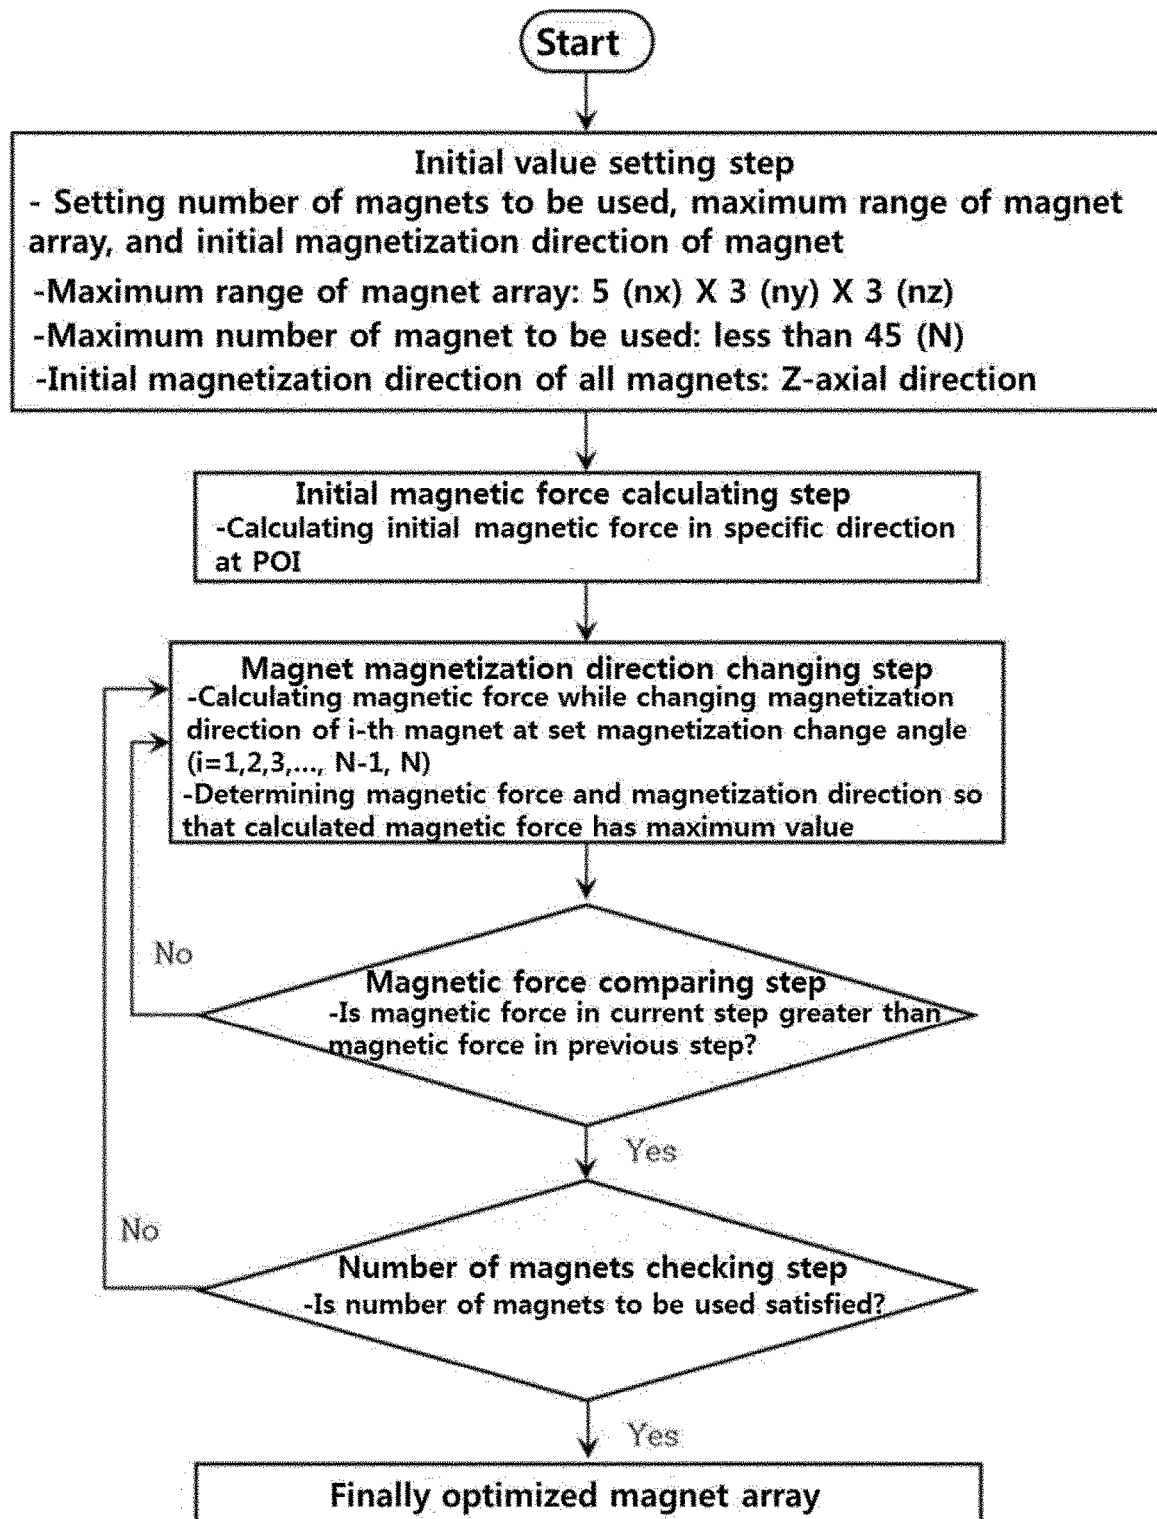 Start
Initial value setting step
- Setting number of magnets to be used, maximum range of magnet
array, and initial magnetization direction of magnet
-Maximum range of magnet array: 5 (nx) X 3 (ny) X 3 (nz)
-Maximum number of magnet to be used: less than 45 (N)
-Initial magnetization direction of all magnets: Z-axial direction
Initial magnetic force calculating step
-Calculating initial magnetic force in specific direction
at POI
Magnet magnetization direction changing step
-Calculating magnetic force while changing magnetization
direction of i-th magnet at set magnetization change angle
(i=1,2,3,..., N-1, N)
-Determining magnetic force and magnetization direction so
that calculated magnetic force has maximum value
No
Magnetic force comparing step
-Is magnetic force in current step greater than
magnetic force in previous step?
Yes
No
Number of magnets checking step
-Is number of magnets to be used satisfied?
Yes
Finally optimized magnet array